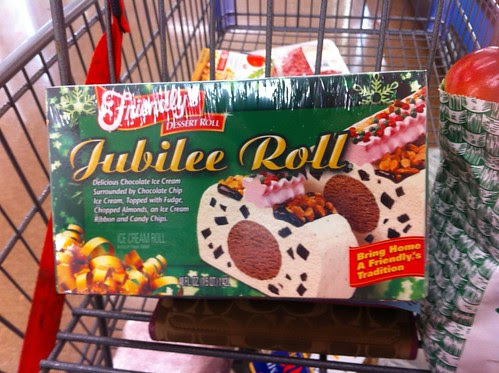 Friendly's
DESSERT ROLL
Jubilee Roll
Delicious Chocolate Ice Cream
Surrounded by Chocolate Chip
Ice Cream, Topped with Fudge,
Chopped Almonds, an Ice Cream
Ribbon and Candy Chips.
ICE CREAM ROLL
Bring Home
A Friendly's
Tradition